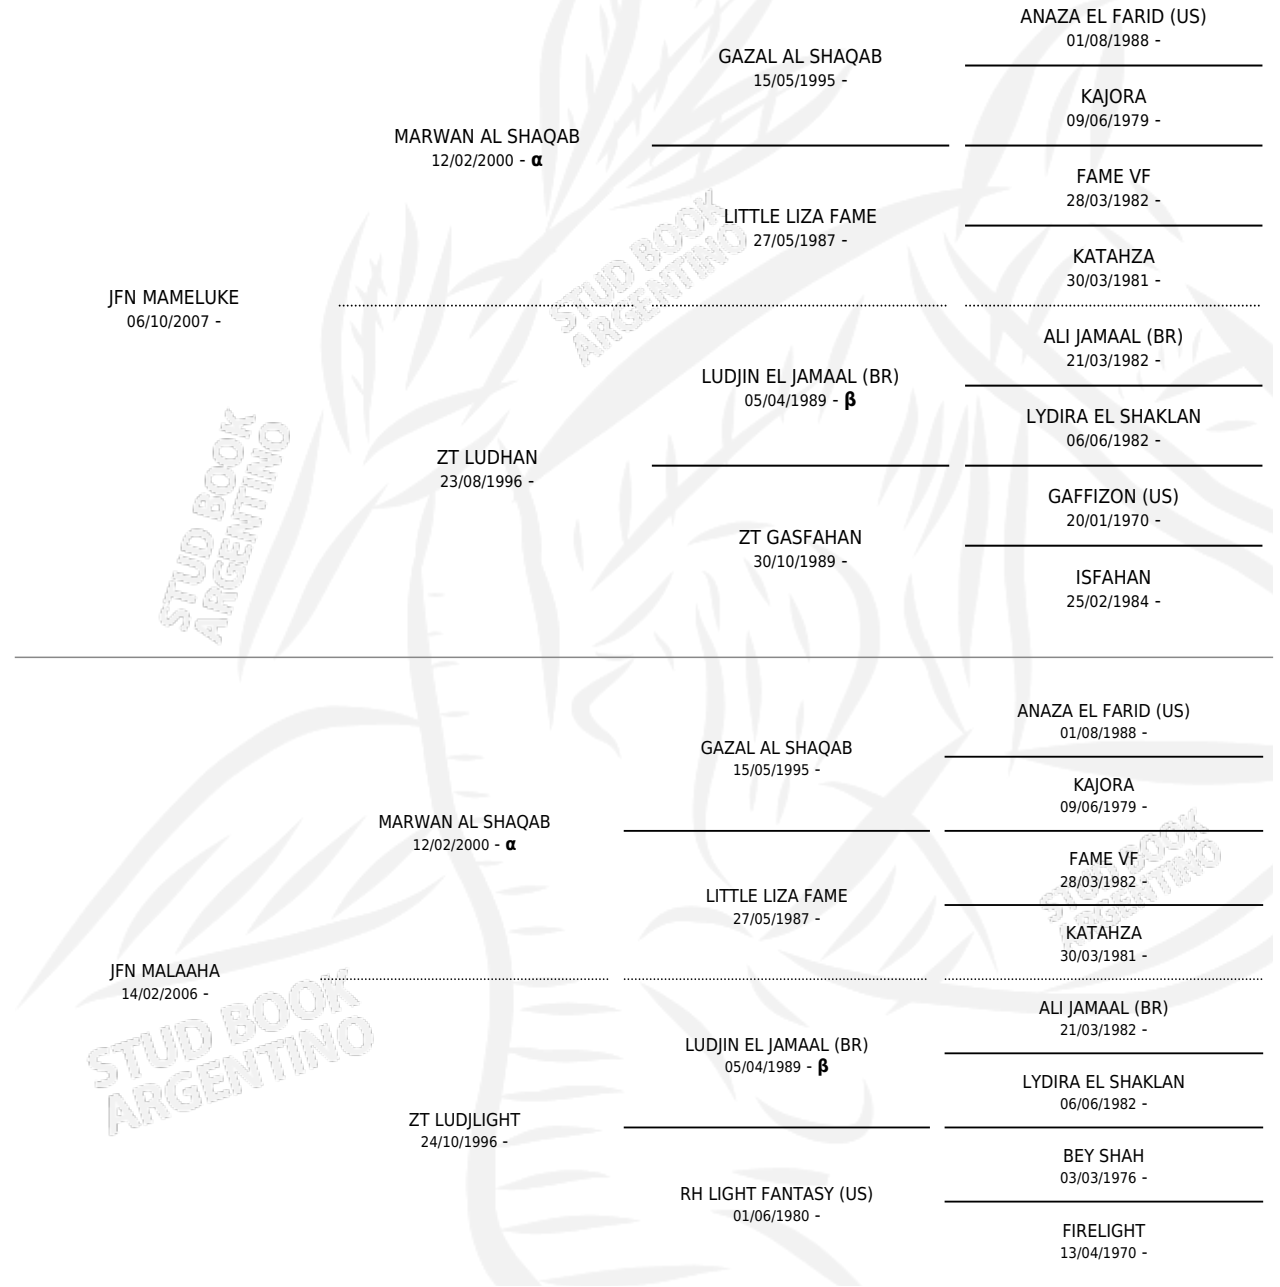 ANAZA EL FARID (US)
01/08/1988 -
GAZAL AL SHAQAB
15/05/1995 -
KAJORA
09/06/1979 -
MARWAN AL SHAQAB
12/02/2000 - α
FAME VF
28/03/1982 -
LITTLE LIZA FAME
27/05/1987 -
KATAHZA
30/03/1981 -
JFN MAMELUKE
06/10/2007 -
ALI JAMAAL (BR)
21/03/1982 -
LUDJIN EL JAMAAL (BR)
05/04/1989 - β
LYDIRA EL SHAKLAN
06/06/1982 -
ZT LUDHAN
23/08/1996 -
GAFFIZON (US)
20/01/1970 -
ZT GASFAHAN
30/10/1989 -
ISFAHAN
25/02/1984 -
STUD BOOK
ARGENTINO
STUD BOOK
ARGENTINO
ANAZA EL FARID (US)
01/08/1988 -
GAZAL AL SHAQAB
15/05/1995 -
KAJORA
09/06/1979 -
MARWAN AL SHAQAB
12/02/2000 - α
FAME VF
28/03/1982 -
LITTLE LIZA FAME
27/05/1987 -
KATAHZA
30/03/1981 -
JFN MALAAHA
14/02/2006 -
ALI JAMAAL (BR)
21/03/1982 -
LUDJIN EL JAMAAL (BR)
05/04/1989 - β
LYDIRA EL SHAKLAN
06/06/1982 -
ZT LUDJLIGHT
24/10/1996 -
BEY SHAH
03/03/1976 -
RH LIGHT FANTASY (US)
01/06/1980 -
FIRELIGHT
13/04/1970 -
STUD BOOK
ARGENTINO
STUD BOOK
ARGENTINO